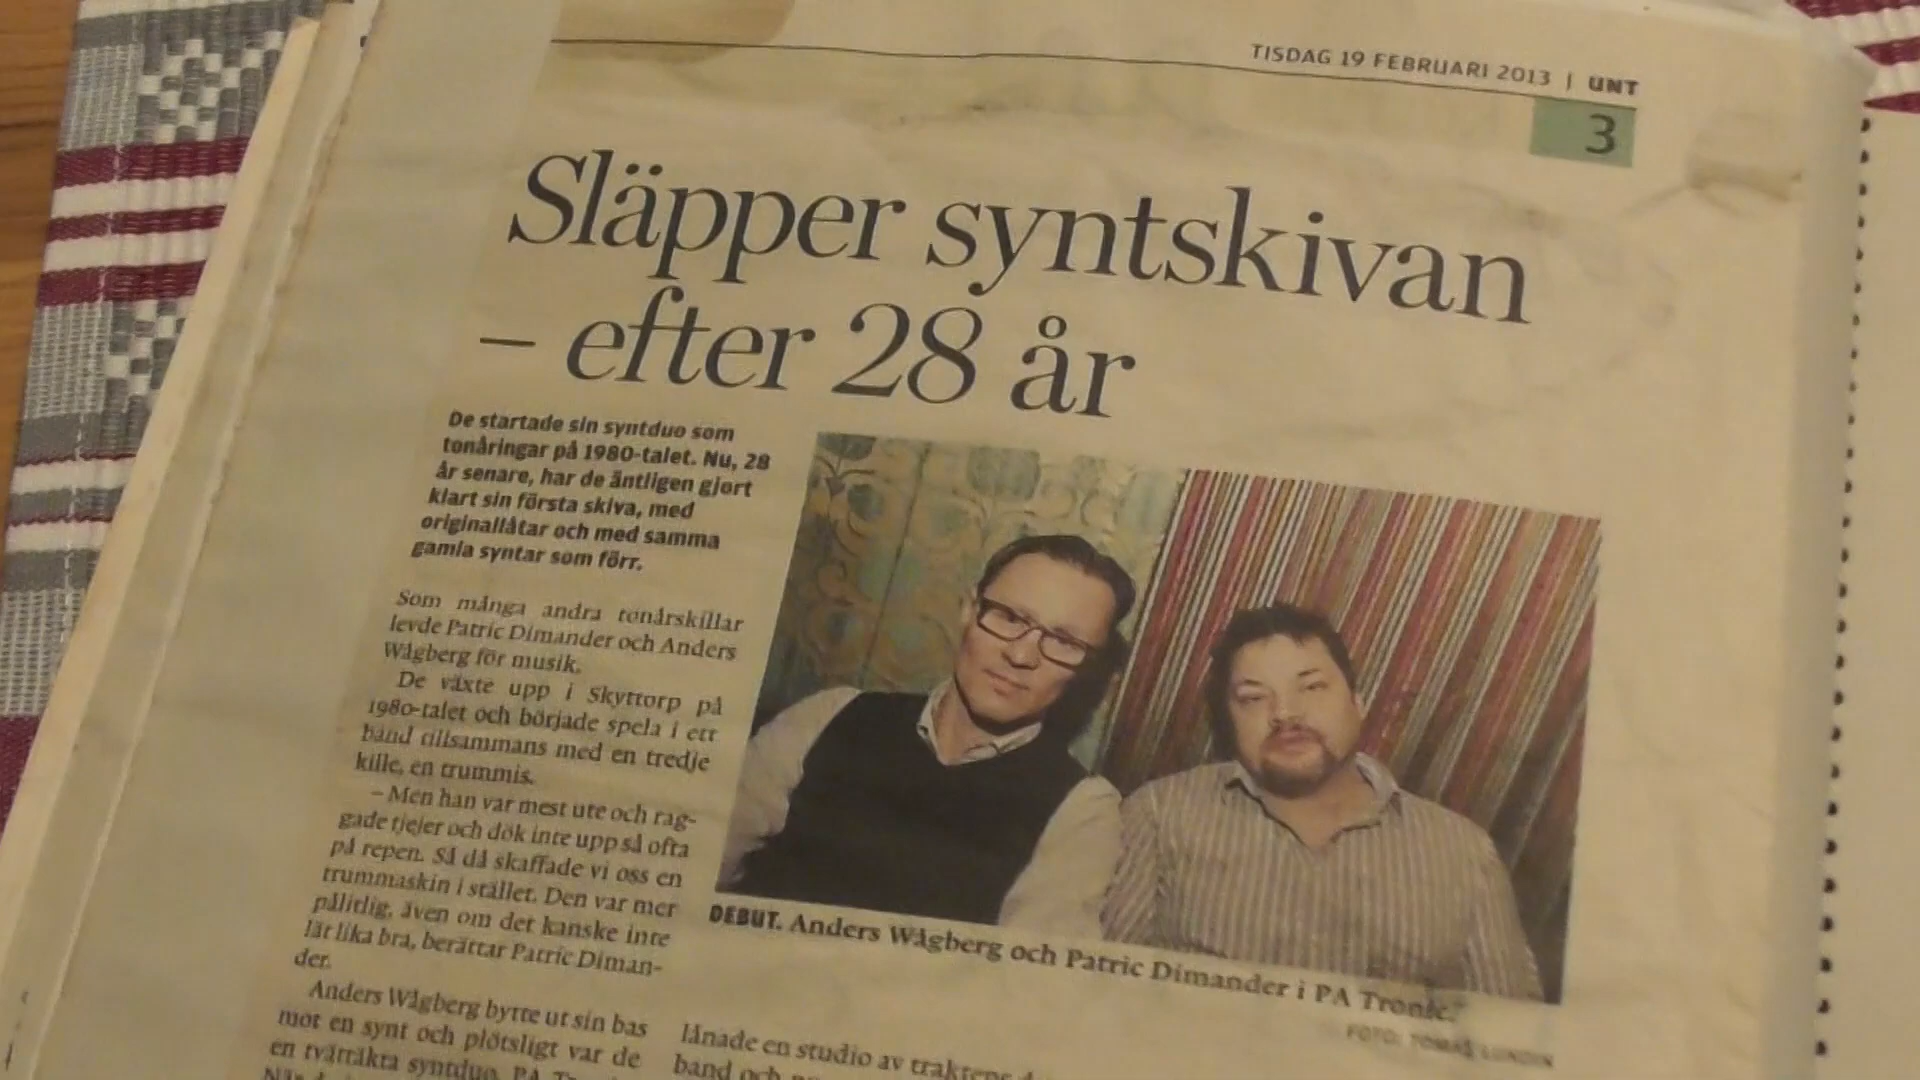 TISDAG 19 FEBRUARI 2013 | UNT
3
Släpper syntskivan
– efter 28 år
De startade sin syntduo som
tonåringar på 1980-talet. Nu, 28
år senare, har de äntligen gjort
klart sin första skiva, med
originallåtar och med samma
gamla syntar som förr.
Som många andra tonårskillar
levde Patric Dimander och Anders
Wågberg för musik.
De växte upp i Skyttorp på
1980-talet och började spela i ett
band tillsammans med en tredje
kille, en trummis.
– Men han var mest ute och rag-
gade tjejer och dök inte upp så ofta
på repen. Så då skaffade vi oss en
trummaskin i stället. Den var mer
pålitlig, även om det kanske inte
lät lika bra, berättar Patric Diman-
der.
Anders Wågberg bytte ut sin bas
mot en synt och plötsligt var de
en tvättäkta syntduo, PA
DEBUT. Anders Wågberg och Patric Dimander i PA Tronic.
FOTO: TOMAS LUNDIN
lånade en studio av traktens
band och